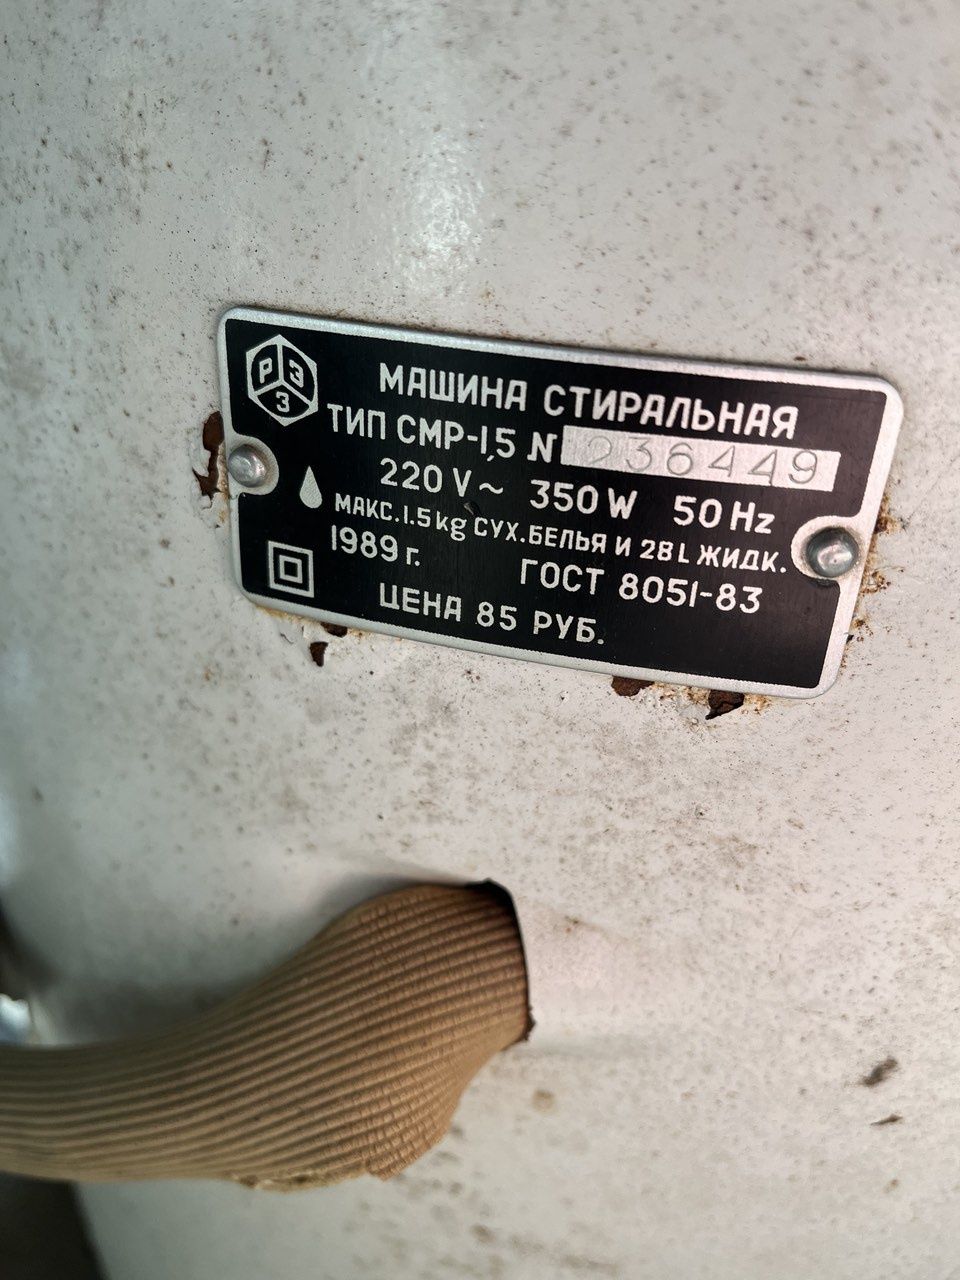 РЭЗ
МАШИНА СТИРАЛЬНАЯ
ТИП СМР-1,5 N 236449
220 V ~ 350 W 50 Hz
МАКС. 1.5 kg СУХ. БЕЛЬЯ И 28 L ЖИДК.
1989 г. ГОСТ 8051-83
ЦЕНА 85 РУБ.